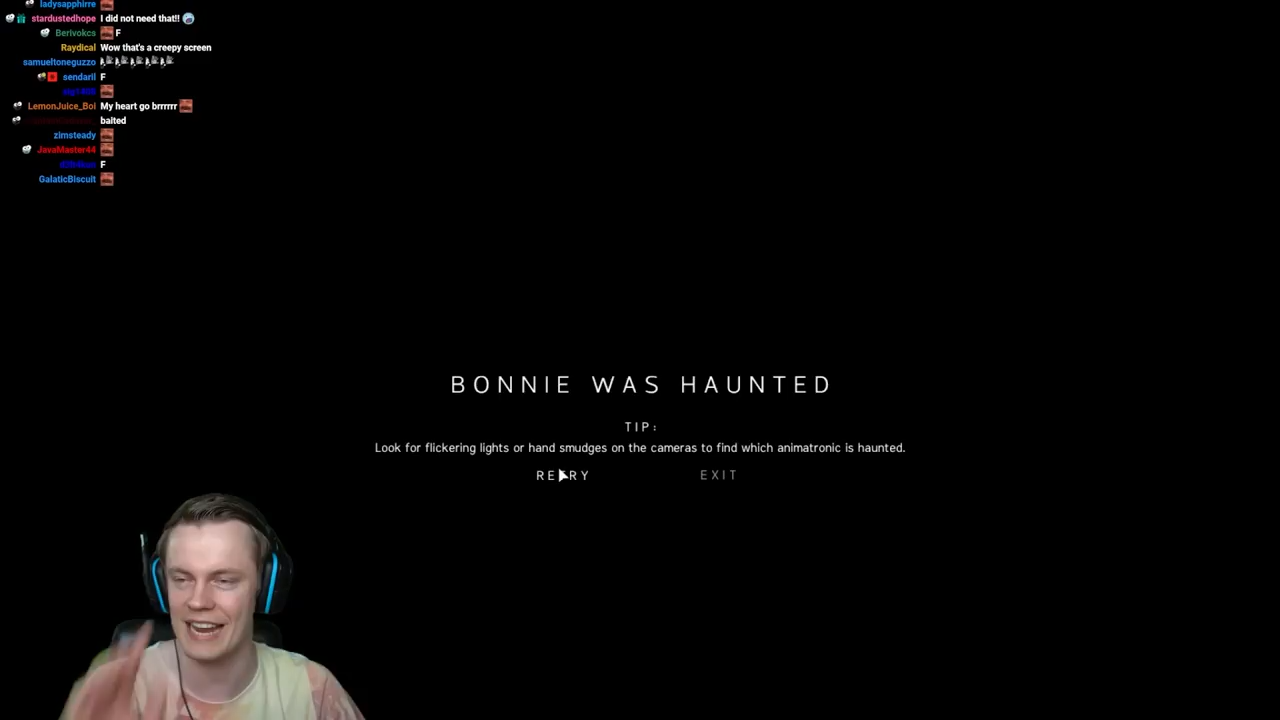 ladysapphirre
stardustedhope I did not need that!!
Berivokcs F
Raydical Wow that's a creepy screen
samueltoneguzzo
sendaril F
LemonJuice_Boi My heart go brrrrrr
baited
zimsteady
JavaMaster44
F
GalaticBiscuit
BONNIE WAS HAUNTED
TIP:
Look for flickering lights or hand smudges on the cameras to find which animatronic is haunted.
RETRY EXIT